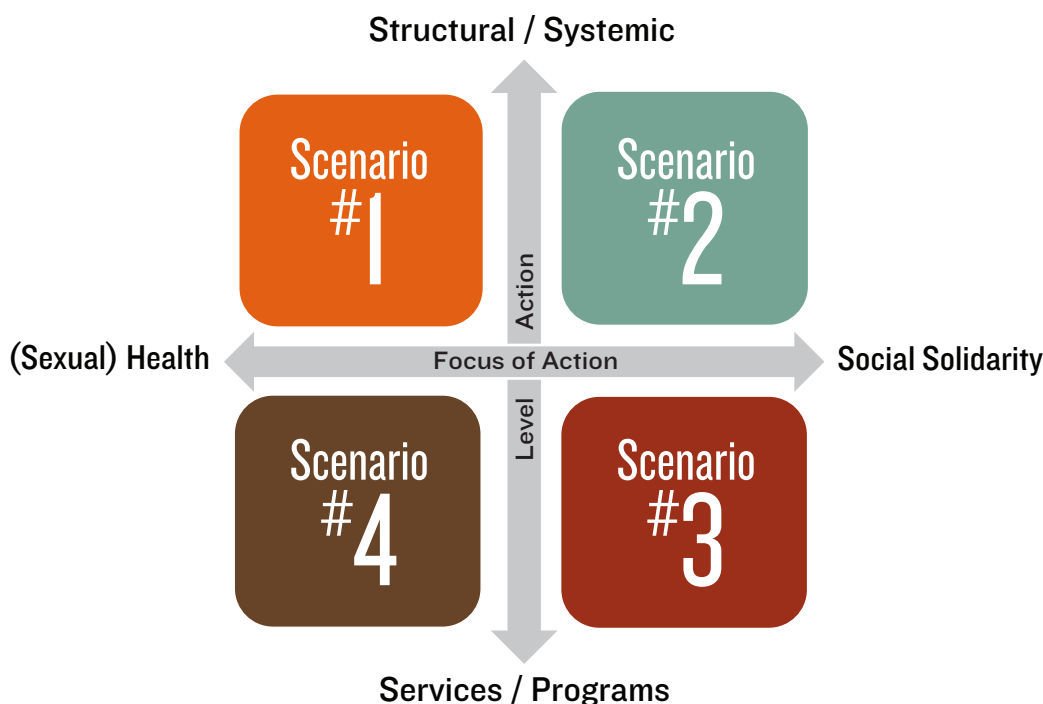 Structural / Systemic
Scenario
#1
Scenario
#2
Action
(Sexual) Health
Focus of Action
Social Solidarity
Level
Scenario
#4
Scenario
#3
Services / Programs